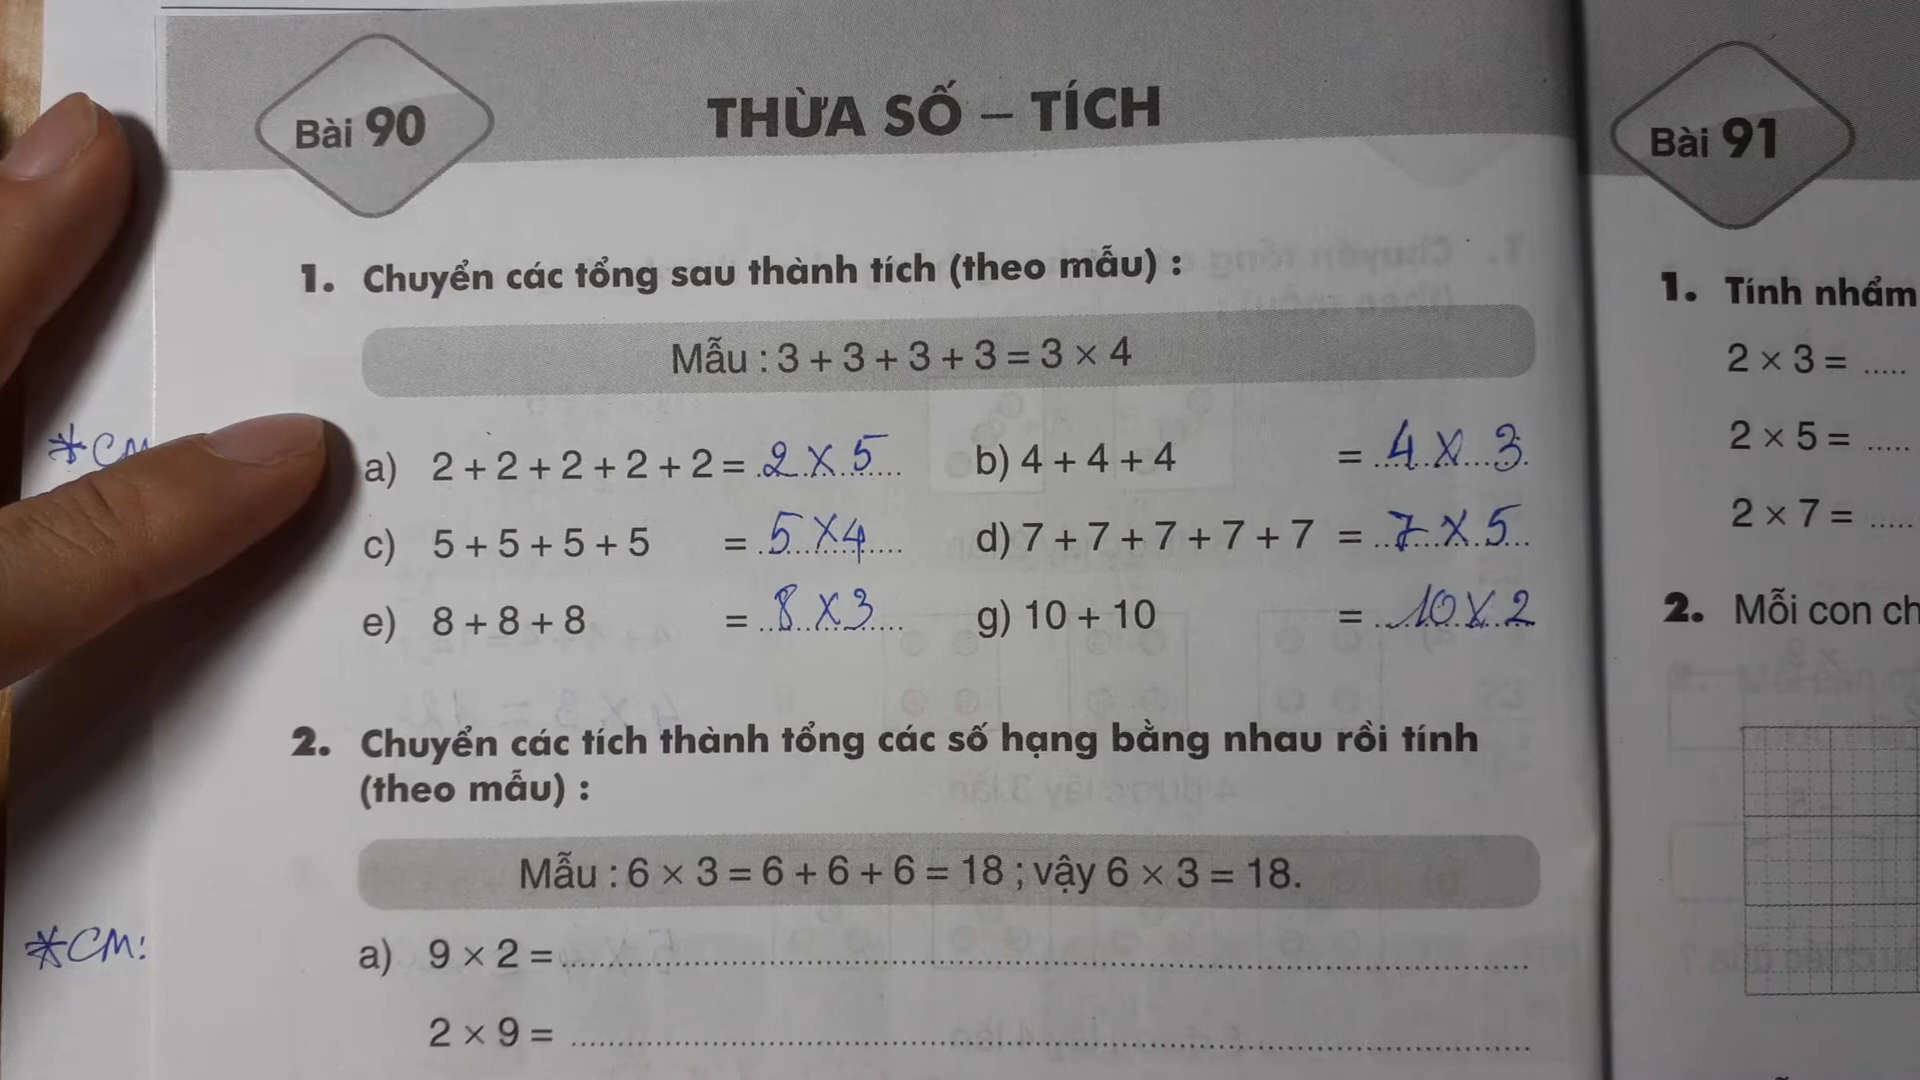 Bài 90
THỪA SỐ – TÍCH
1. Chuyển các tổng sau thành tích (theo mẫu) :
Mẫu : 3 + 3 + 3 + 3 = 3 × 4
*CM
a) 2 + 2 + 2 + 2 + 2 = 2 x 5 b) 4 + 4 + 4 = 4 x 3
c) 5 + 5 + 5 + 5 = 5 x 4 d) 7 + 7 + 7 + 7 + 7 = 7 x 5
e) 8 + 8 + 8 = 8 x 3 g) 10 + 10 = 10 x 2
2. Chuyển các tích thành tổng các số hạng bằng nhau rồi tính
(theo mẫu) :
Mẫu : 6 × 3 = 6 + 6 + 6 = 18 ; vậy 6 × 3 = 18.
*CM:
a) 9 × 2 = ..........
2 × 9 = ..........
Bài 91
1. Tính nhẩm
2 × 3 = .....
2 × 5 = .....
2 × 7 = .....
2. Mỗi con ch